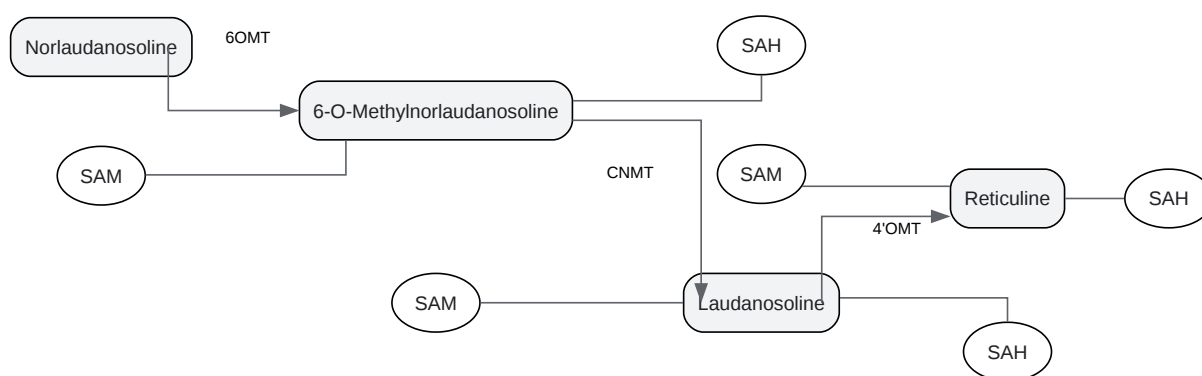 Norlaudanosoline
6OMT
SAH
6-O-Methylnorlaudanosoline
SAM
CNMT
SAM
Reticuline
SAH
4'OMT
SAM
Laudanosoline
SAH